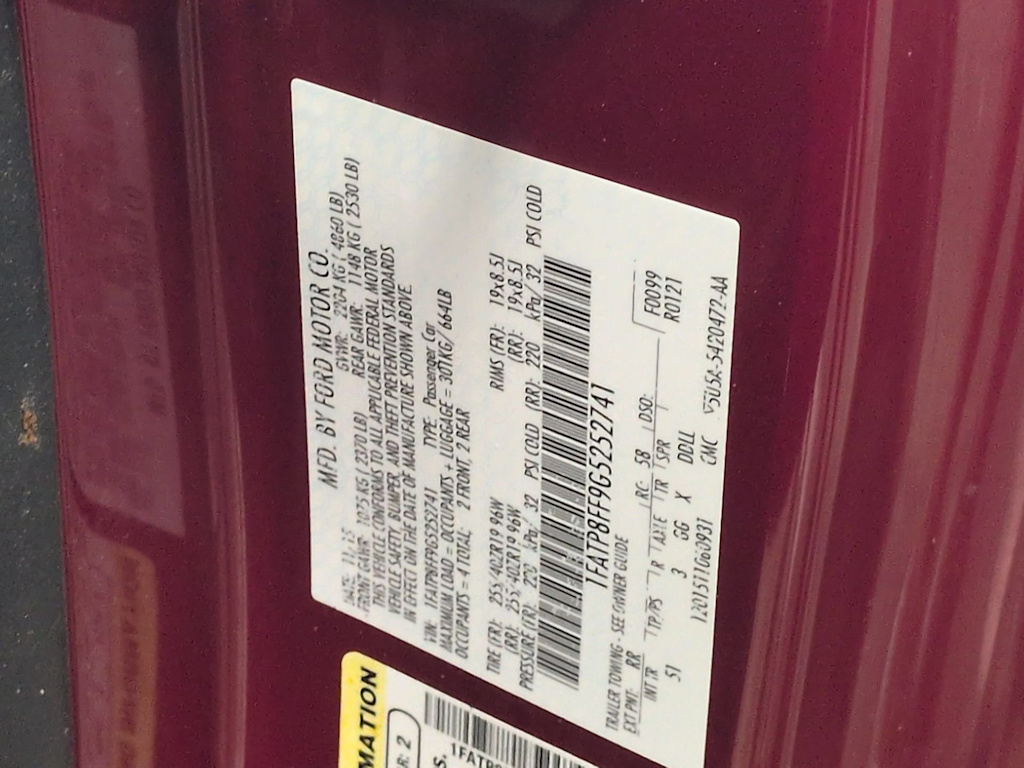 MFD. BY FORD MOTOR CO.
DATE: 11/15 GVWR: 2204 KG ( 4860 LB)
FRONT GAWR: 1075 KG ( 2370 LB) REAR GAWR: 1148 KG ( 2530 LB)
THIS VEHICLE CONFORMS TO ALL APPLICABLE FEDERAL MOTOR
VEHICLE SAFETY, BUMPER, AND THEFT PREVENTION STANDARDS
IN EFFECT ON THE DATE OF MANUFACTURE SHOWN ABOVE.
VIN: 1FATP8FF9G5252741 TYPE: Passenger Car
MAXIMUM LOAD = OCCUPANTS + LUGGAGE = 301KG/ 664LB
OCCUPANTS = 4 TOTAL: 2 FRONT, 2 REAR
TIRE (FR): 255/40ZR19 96W RIMS (FR): 19x8.5J
(RR): 255/40ZR19 96W (RR): 19x8.5J
PRESSURE (FR): 220 kPa/ 32 PSI COLD (RR): 220 kPa/ 32 PSI COLD
1FATP8FF9G5252741
TRAILER TOWING - SEE OWNER GUIDE
EXT PNT: RR RC: 58 DSO: F0099
INT TR TP/PS R AXLE TR SPR R0121
51 3 GG X DDLL
CMC
12015T1G060931 5U5A-5420472-AA
MATION
AR: 2
S.
1FATP8